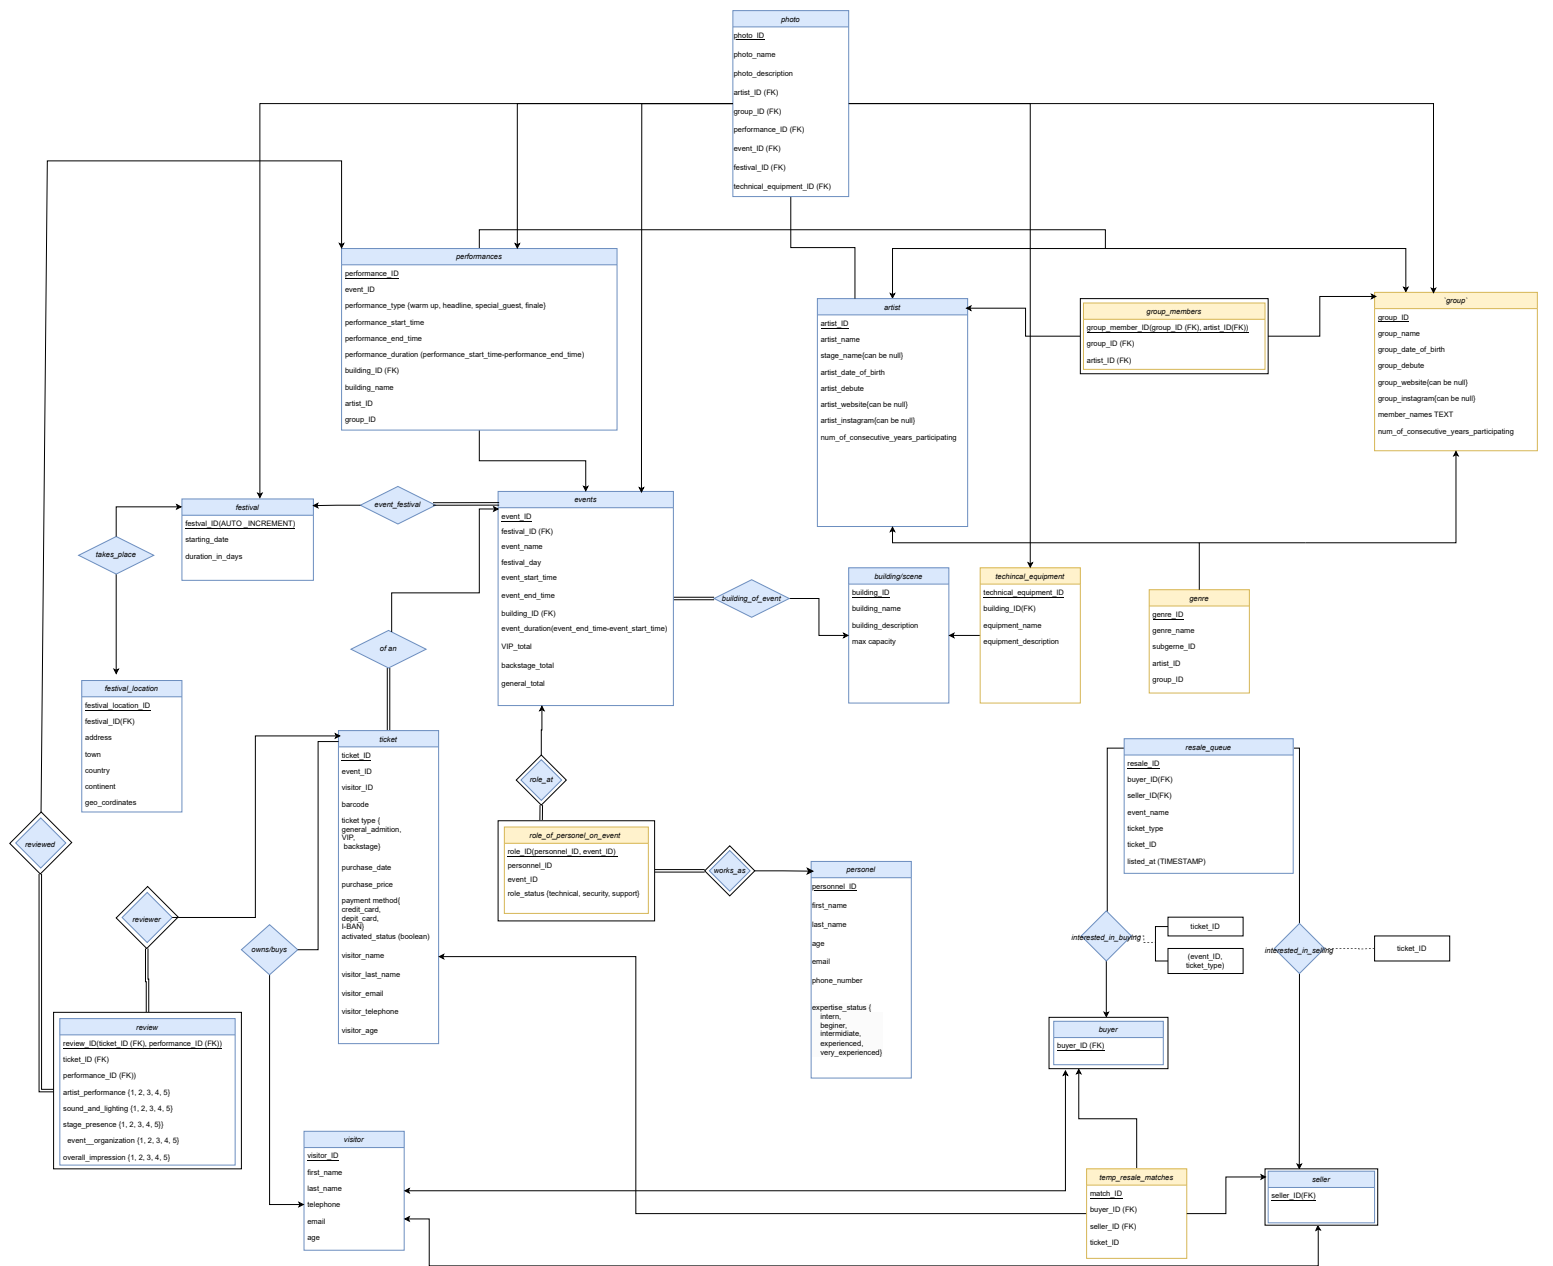 photo
photo_ID
photo_name
photo_description
artist_ID (FK)
group_ID (FK)
performance_ID (FK)
event_ID (FK)
festival_ID (FK)
technical_equipment_ID (FK)
performances
performance_ID
event_ID
performance_type {warm up, headline, special_guest, finale}
performance_start_time
performance_end_time
performance_duration (performance_start_time-performance_end_time)
building_ID (FK)
building_name
artist_ID
group_ID
artist
artist_ID
artist_name
stage_name{can be null}
artist_date_of_birth
artist_debute
artist_website{can be null}
artist_instagram{can be null}
num_of_consecutive_years_participating
group_members
group_member_ID(group_ID (FK), artist_ID(FK))
group_ID (FK)
artist_ID (FK)
`group`
group_ID
group_name
group_date_of_birth
group_debute
group_website{can be null}
group_instagram{can be null}
member_names TEXT
num_of_consecutive_years_participating
festival
festval_ID(AUTO _INCREMENT)
starting_date
duration_in_days
event_festival
takes_place
events
event_ID
festival_ID (FK)
event_name
festival_day
event_start_time
event_end_time
building_ID (FK)
event_duration(event_end_time-event_start_time)
VIP_total
backstage_total
general_total
building_of_event
building/scene
building_ID
building_name
building_description
max capacity
techincal_equipment
technical_equipment_ID
building_ID(FK)
equipment_name
equipment_description
genre
genre_ID
genre_name
subgerne_ID
artist_ID
group_ID
of an
festival_location
festival_location_ID
festival_ID(FK)
address
town
country
continent
geo_cordinates
ticket
ticket_ID
event_ID
visitor_ID
barcode
ticket type {
general_admition,
VIP,
backstage}
purchase_date
purchase_price
payment method{
credit_card,
depit_card,
I-BAN}
activated_status (boolean)
visitor_name
visitor_last_name
visitor_email
visitor_telephone
visitor_age
role_at
role_of_personel_on_event
role_ID(personnel_ID, event_ID)
personnel_ID
event_ID
role_status {technical, security, support}
works_as
personel
personnel_ID
first_name
last_name
age
email
phone_number
expertise_status {
intern,
beginer,
intermidiate,
experienced,
very_experienced}
resale_queue
resale_ID
buyer_ID(FK)
seller_ID(FK)
event_name
ticket_type
ticket_ID
listed_at (TIMESTAMP)
reviewed
reviewer
owns/buys
interested_in_buying
ticket_ID
(event_ID,
ticket_type)
interested_in_selling
ticket_ID
review
review_ID(ticket_ID (FK), performance_ID (FK))
ticket_ID (FK)
performance_ID (FK))
artist_performance {1, 2, 3, 4, 5}
sound_and_lighting {1, 2, 3, 4, 5}
stage_presence {1, 2, 3, 4, 5}}
event__organization {1, 2, 3, 4, 5}
overall_impression {1, 2, 3, 4, 5}
buyer
buyer_ID (FK)
visitor
visitor_ID
first_name
last_name
telephone
email
age
temp_resale_matches
match_ID
buyer_ID (FK)
seller_ID (FK)
ticket_ID
seller
seller_ID(FK)